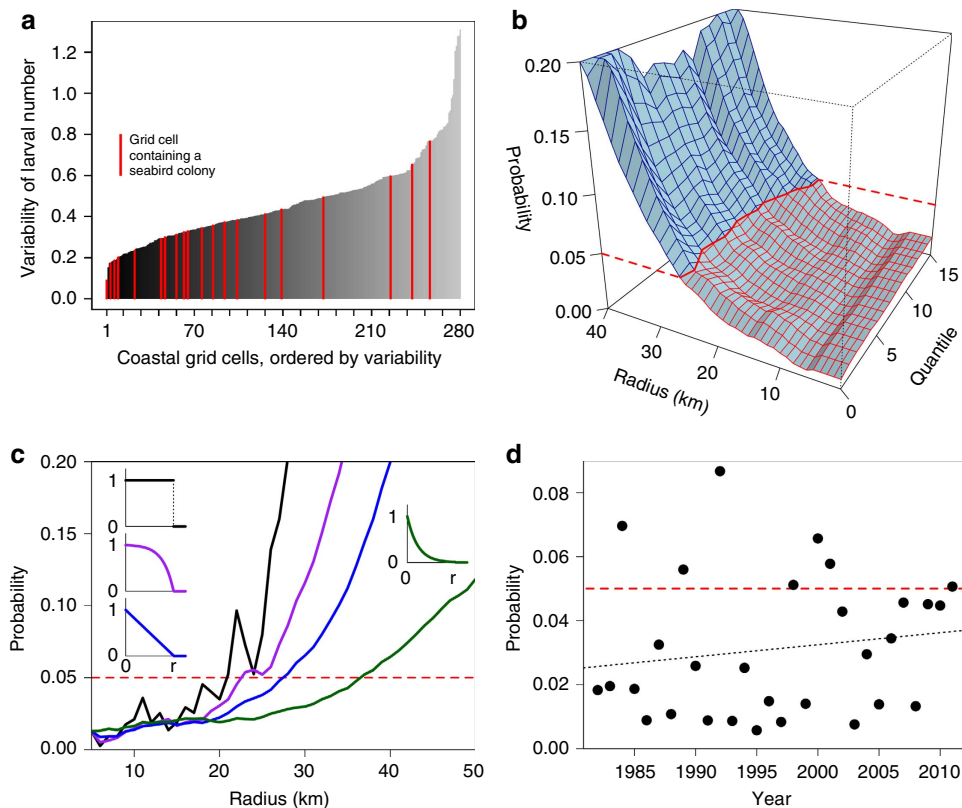 a
Variability of larval number
1.2
1.0
0.8
0.6
0.4
0.2
0.0
Grid cell
containing a
seabird colony
1 70 140 210 280
Coastal grid cells, ordered by variability
b
Probability
0.20
0.15
0.10
0.05
0.00
40 30 20 10
Radius (km)
0 5 10 15
Quantile
c
Probability
0.20
0.15
0.10
0.05
0.00
1
0
1
0
1
0
0 r
1
0
0 r
10 20 30 40 50
Radius (km)
d
Probability
0.08
0.06
0.04
0.02
0.00
1985 1990 1995 2000 2005 2010
Year